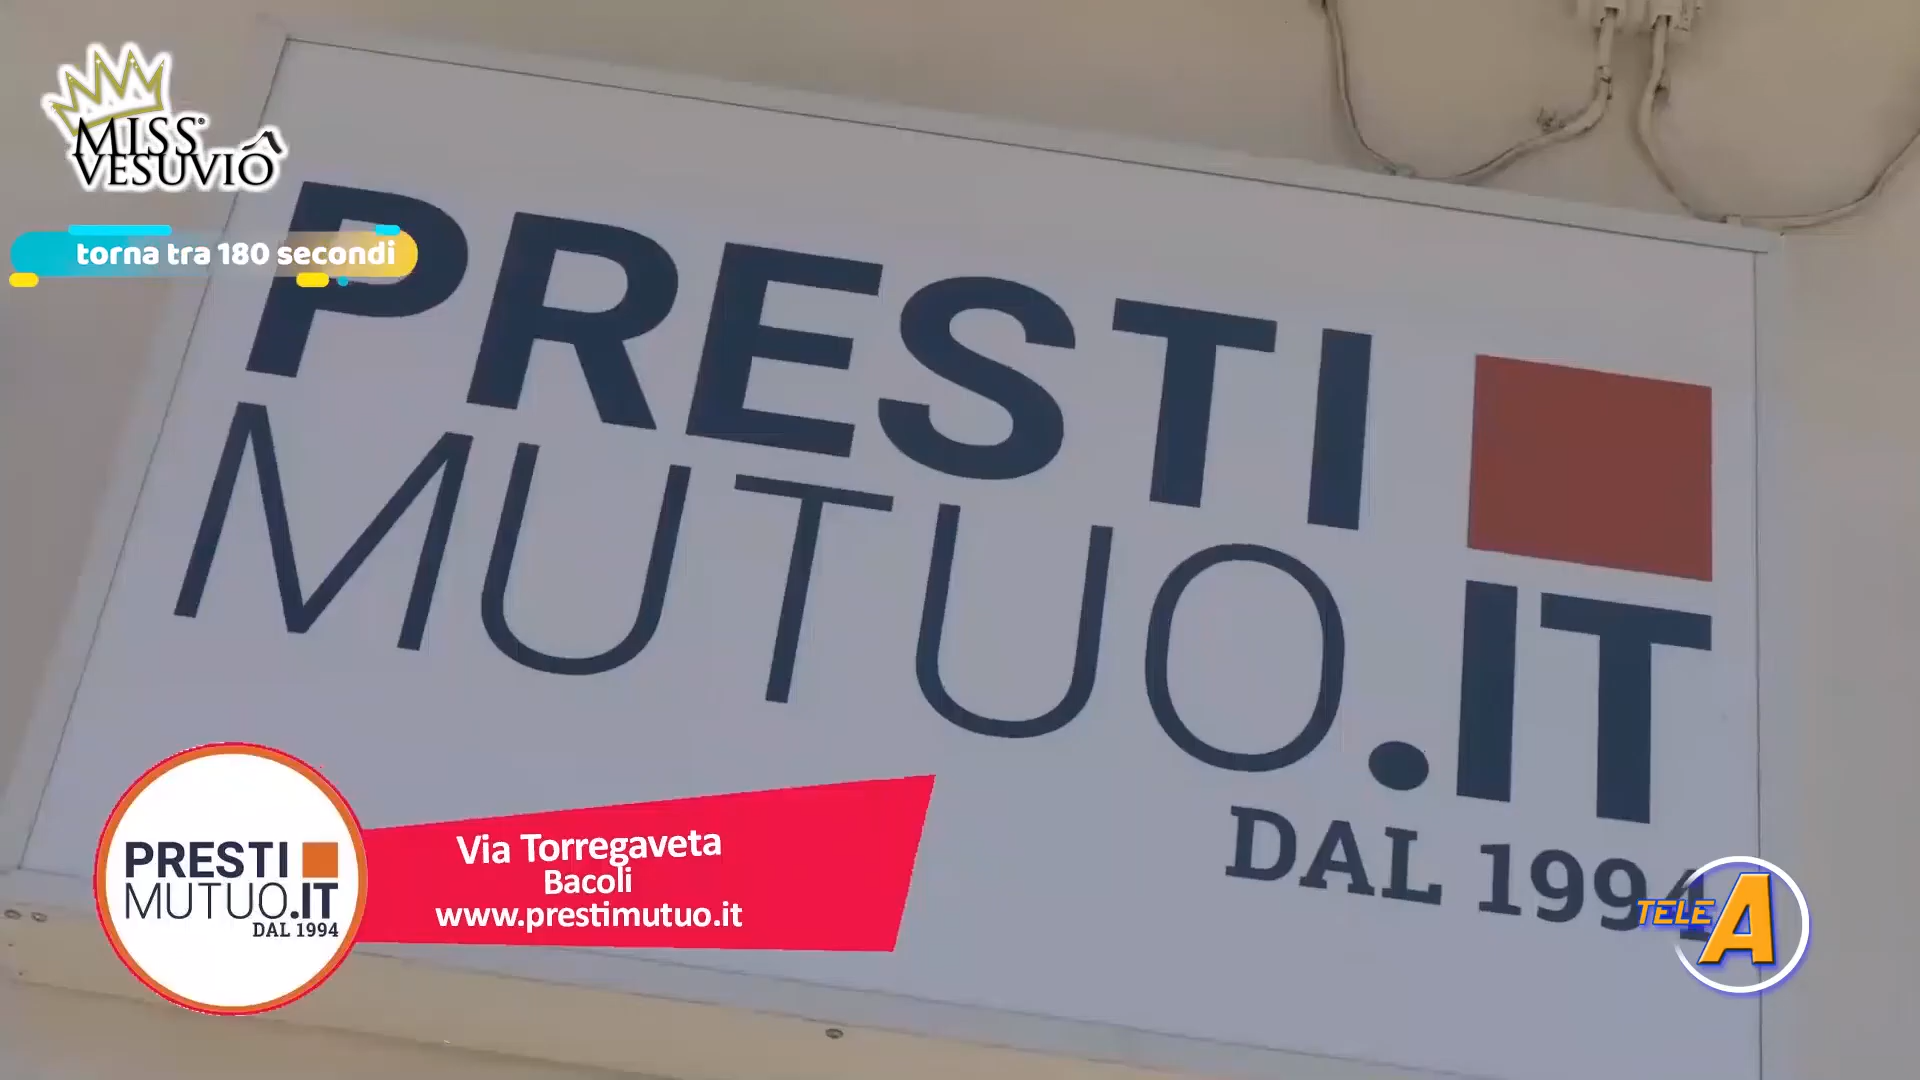 MISS®
VESUVIO
torna tra 180 secondi
PRESTI
MUTUO.IT
DAL 1994
PRESTI
MUTUO.IT
DAL 1994
Via Torregaveta
Bacoli
www.prestimutuo.it
TELE A